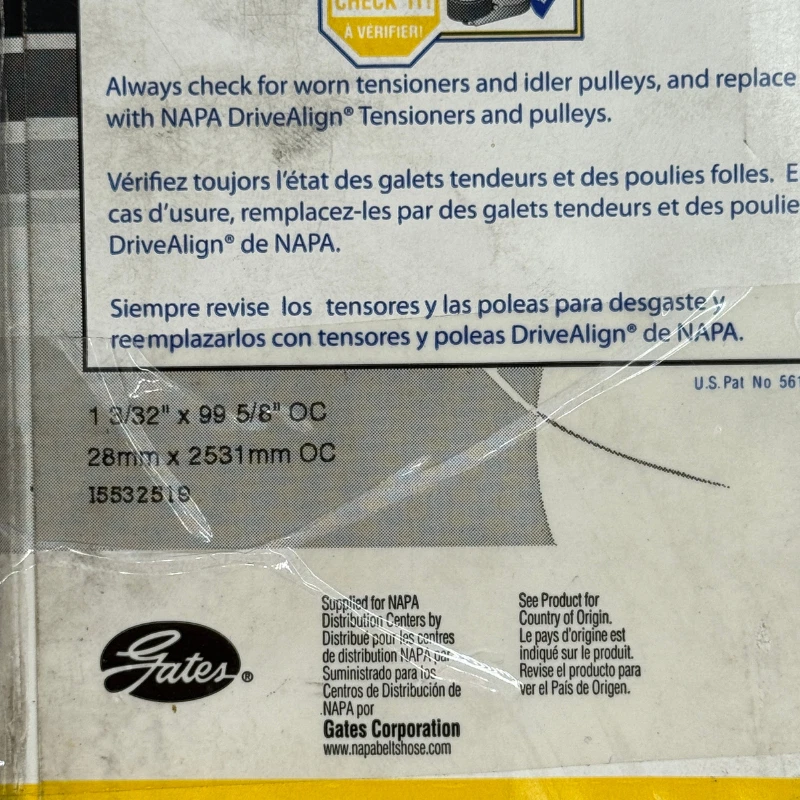 CHECK IT!
À VÉRIFIER!
Always check for worn tensioners and idler pulleys, and replace
with NAPA DriveAlign® Tensioners and pulleys.
Vérifiez toujors l'état des galets tendeurs et des poulies folles. E
cas d'usure, remplacez-les par des galets tendeurs et des poulie
DriveAlign® de NAPA.
Siempre revise los tensores y las poleas para desgaste y
reemplazarlos con tensores y poleas DriveAlign® de NAPA.
U.S. Pat No 561
1 3/32" x 99 5/8" OC
28mm x 2531mm OC
I5532519
Gates®
Supplied for NAPA
Distribution Centers by
Distribué pour les centres
de distribution NAPA par
Suministrado para los
Centros de Distribución de
NAPA por
Gates Corporation
www.napabeltshose.com
See Product for
Country of Origin.
Le pays d'origine est
indiqué sur le produit.
Revise el producto para
ver el País de Origen.